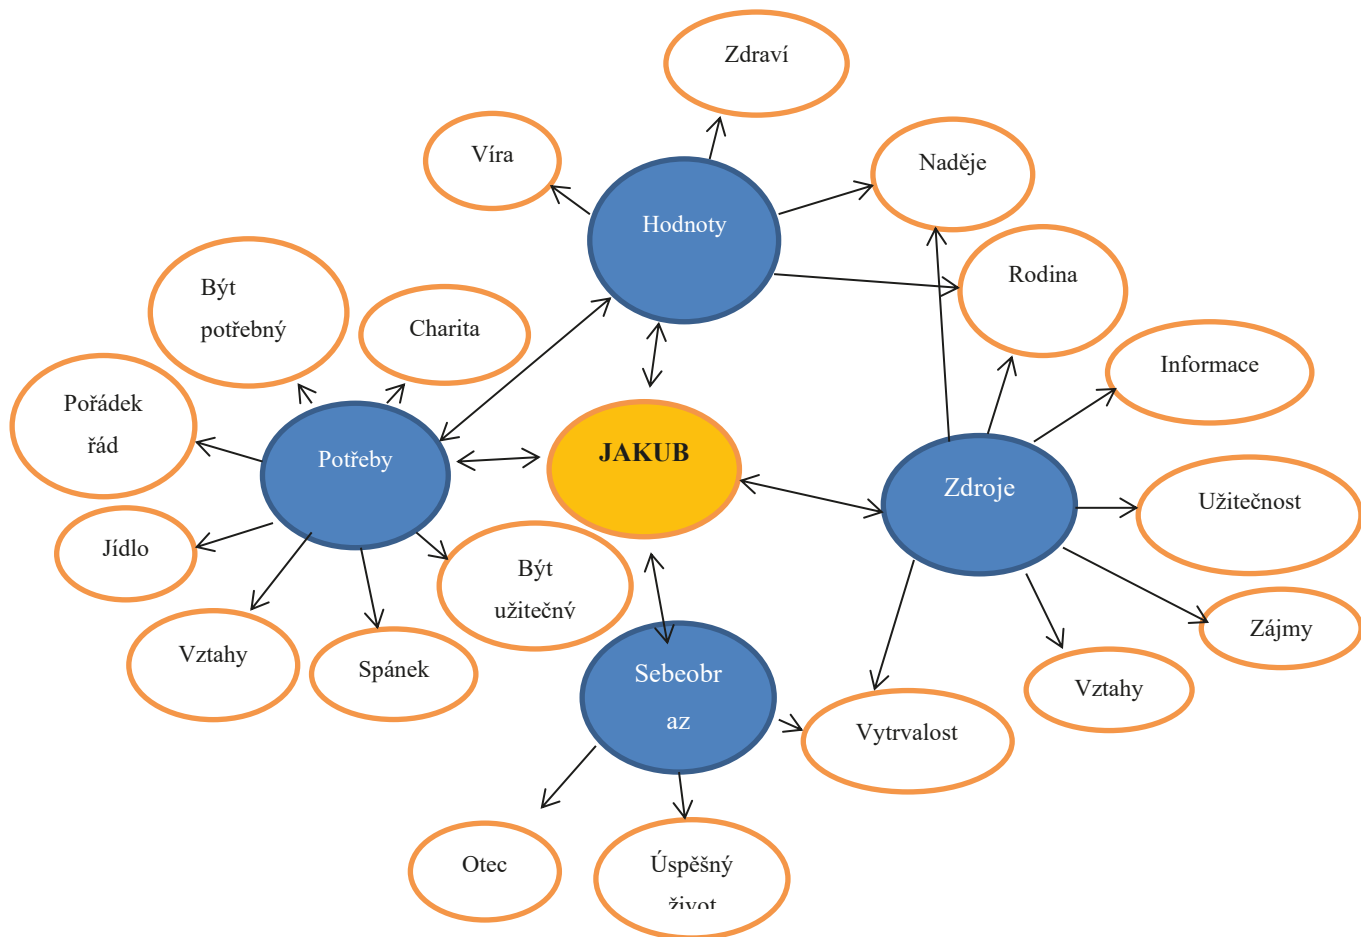 Zdraví
Víra
Naděje
Hodnoty
Rodina
Být
potřebný
Charita
Informace
Pořádek
řád
Potřeby
JAKUB
Zdroje
Užitečnost
Jídlo
Být
užitečný
Vztahy
Spánek
Zájmy
Sebeobr
az
Vztahy
Vytrvalost
Otec
Úspěšný
život